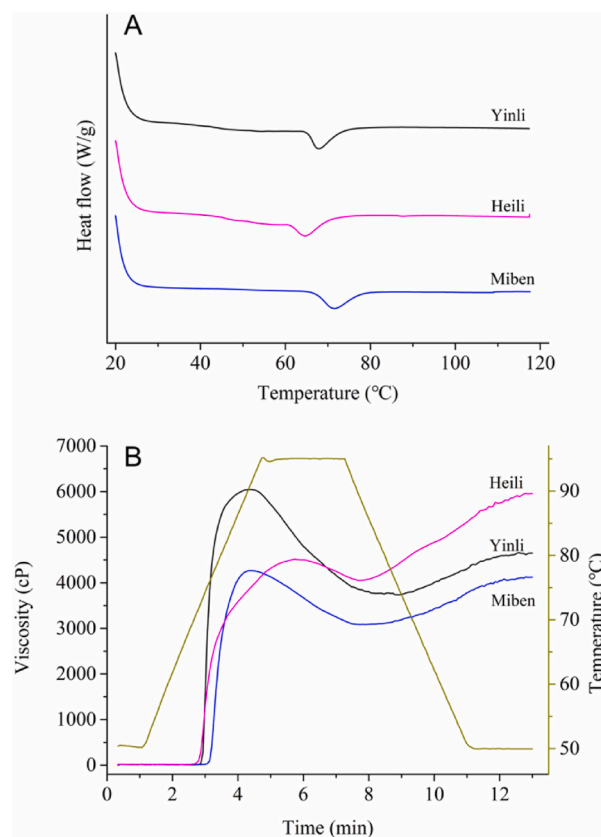 A
Heat flow (W/g)
Yinli
Heili
Miben
20 40 60 80 100 120
Temperature (℃)
B
7000
6000
5000
4000
3000
2000
1000
0
Viscosity (cP)
Heili
Yinli
Miben
90
80
70
60
50
Temperature (℃)
0 2 4 6 8 10 12
Time (min)